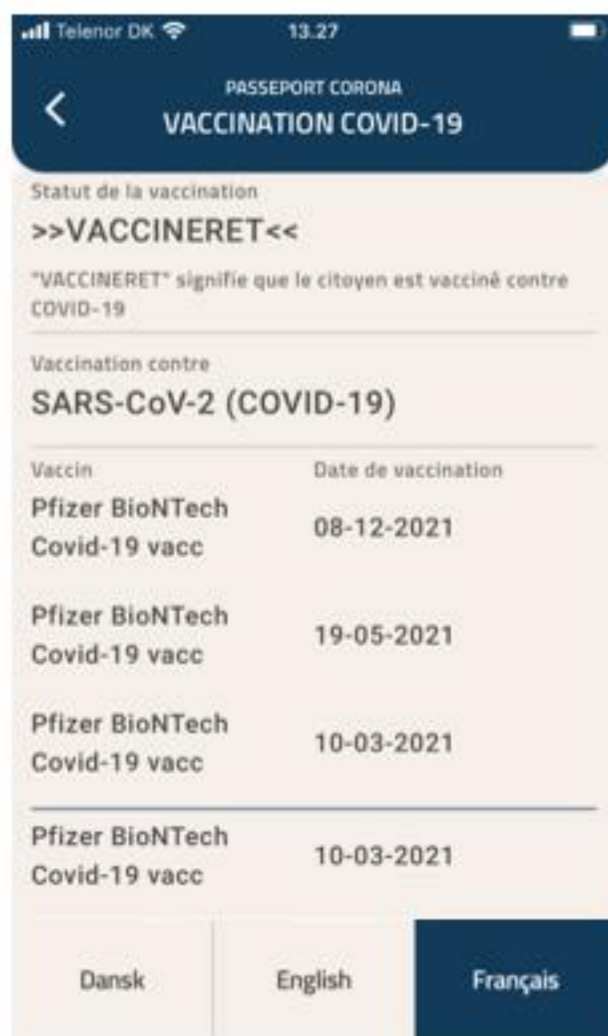 Telenor DK 13.27
PASSEPORT CORONA
VACCINATION COVID-19
Statut de la vaccination
>>VACCINERET<<
"VACCINERET" signifie que le citoyen est vacciné contre
COVID-19
Vaccination contre
SARS-CoV-2 (COVID-19)
Vaccin Date de vaccination
Pfizer BioNTech
Covid-19 vacc 08-12-2021
Pfizer BioNTech
Covid-19 vacc 19-05-2021
Pfizer BioNTech
Covid-19 vacc 10-03-2021
Pfizer BioNTech
Covid-19 vacc 10-03-2021
Dansk English Français